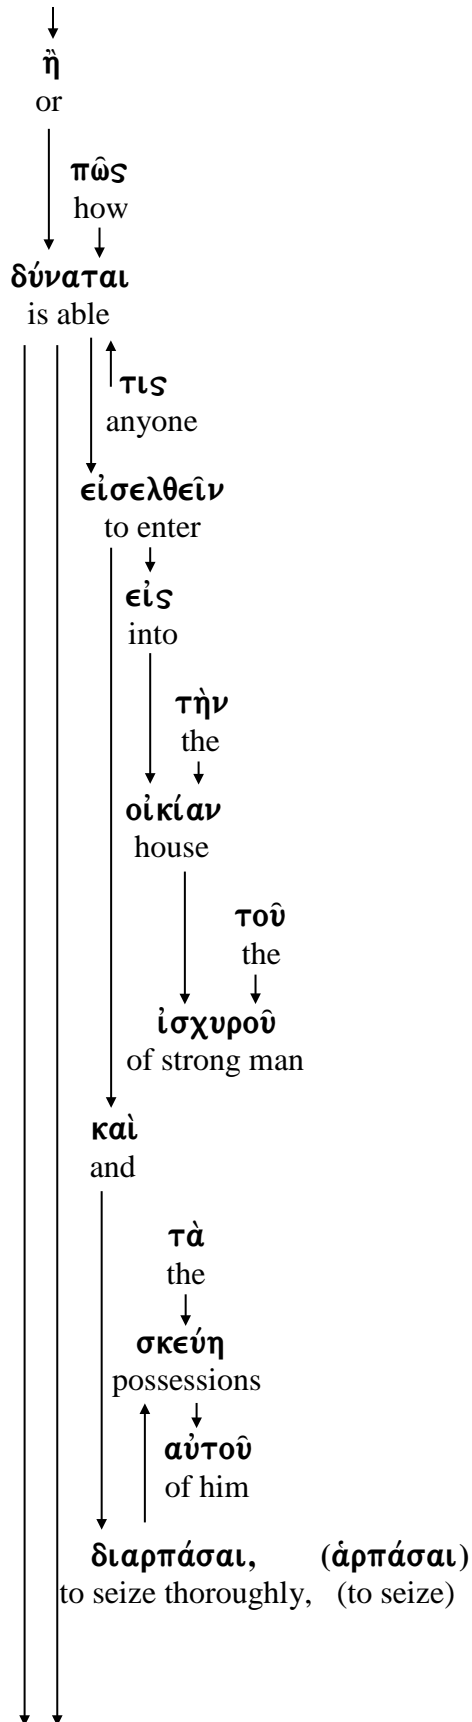 ἢ
or
πῶς
how
δύναται
is able
τις
anyone
εἰσελθεῖν
to enter
εἰς
into
τὴν
the
οἰκίαν
house
τοῦ
the
ἰσχυροῦ
of strong man
καὶ
and
τὰ
the
σκεύη
possessions
αὐτοῦ
of him
διαρπάσαι, (ἁρπάσαι)
to seize thoroughly, (to seize)